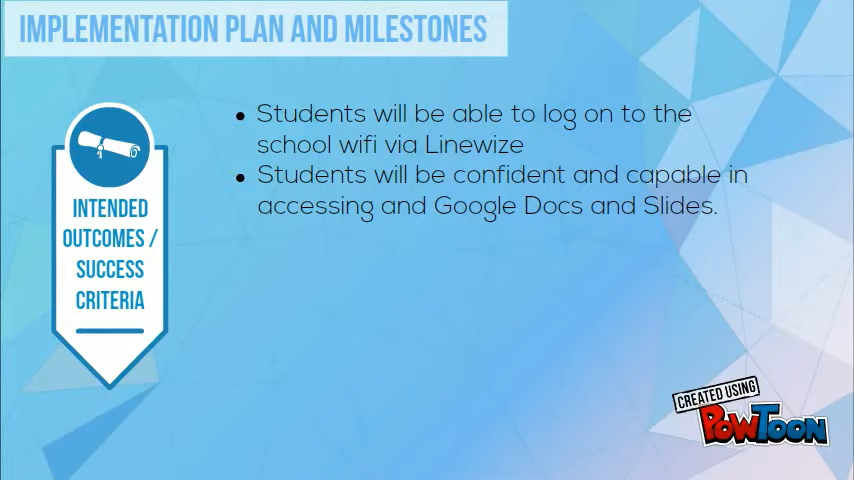 IMPLEMENTATION PLAN AND MILESTONES
• Students will be able to log on to the
school wifi via Linewize
• Students will be confident and capable in
accessing and Google Docs and Slides.
INTENDED
OUTCOMES /
SUCCESS
CRITERIA
CREATED USING
POWTOON